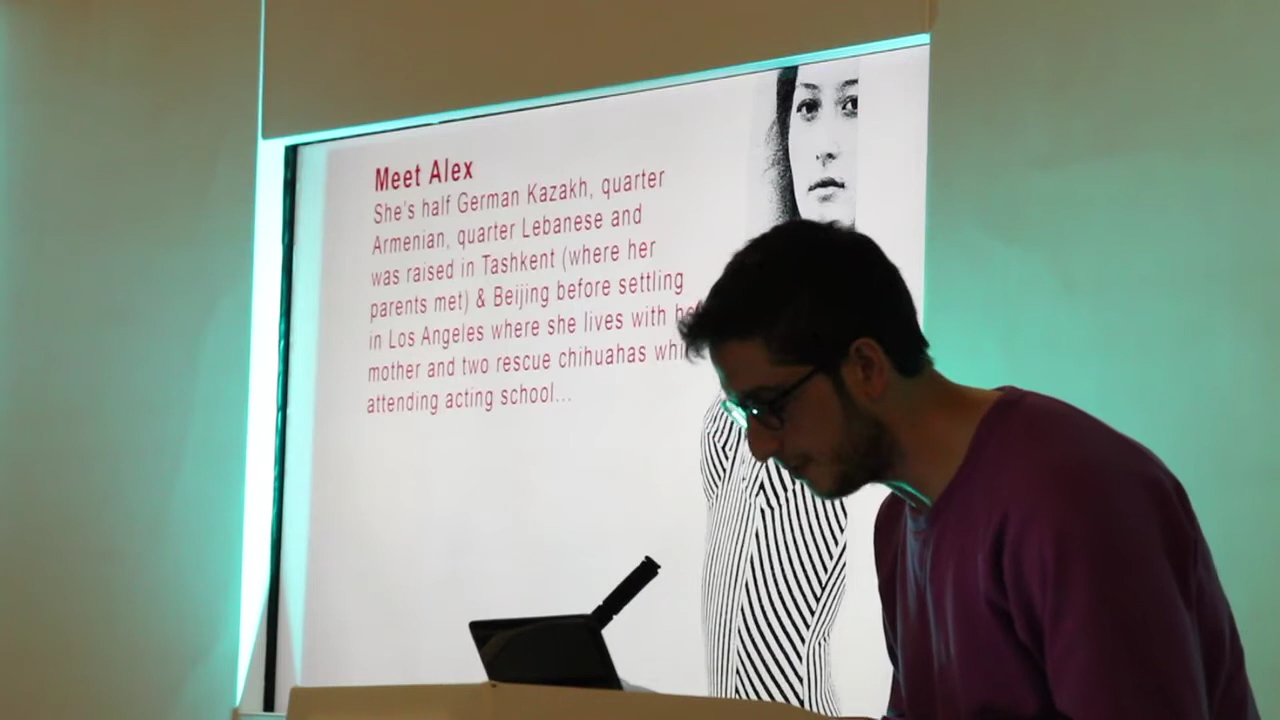 Meet Alex
She's half German Kazakh, quarter
Armenian, quarter Lebanese and
was raised in Tashkent (where her
parents met) & Beijing before settling
in Los Angeles where she lives with
mother and two rescue chihuahas
attending acting school...